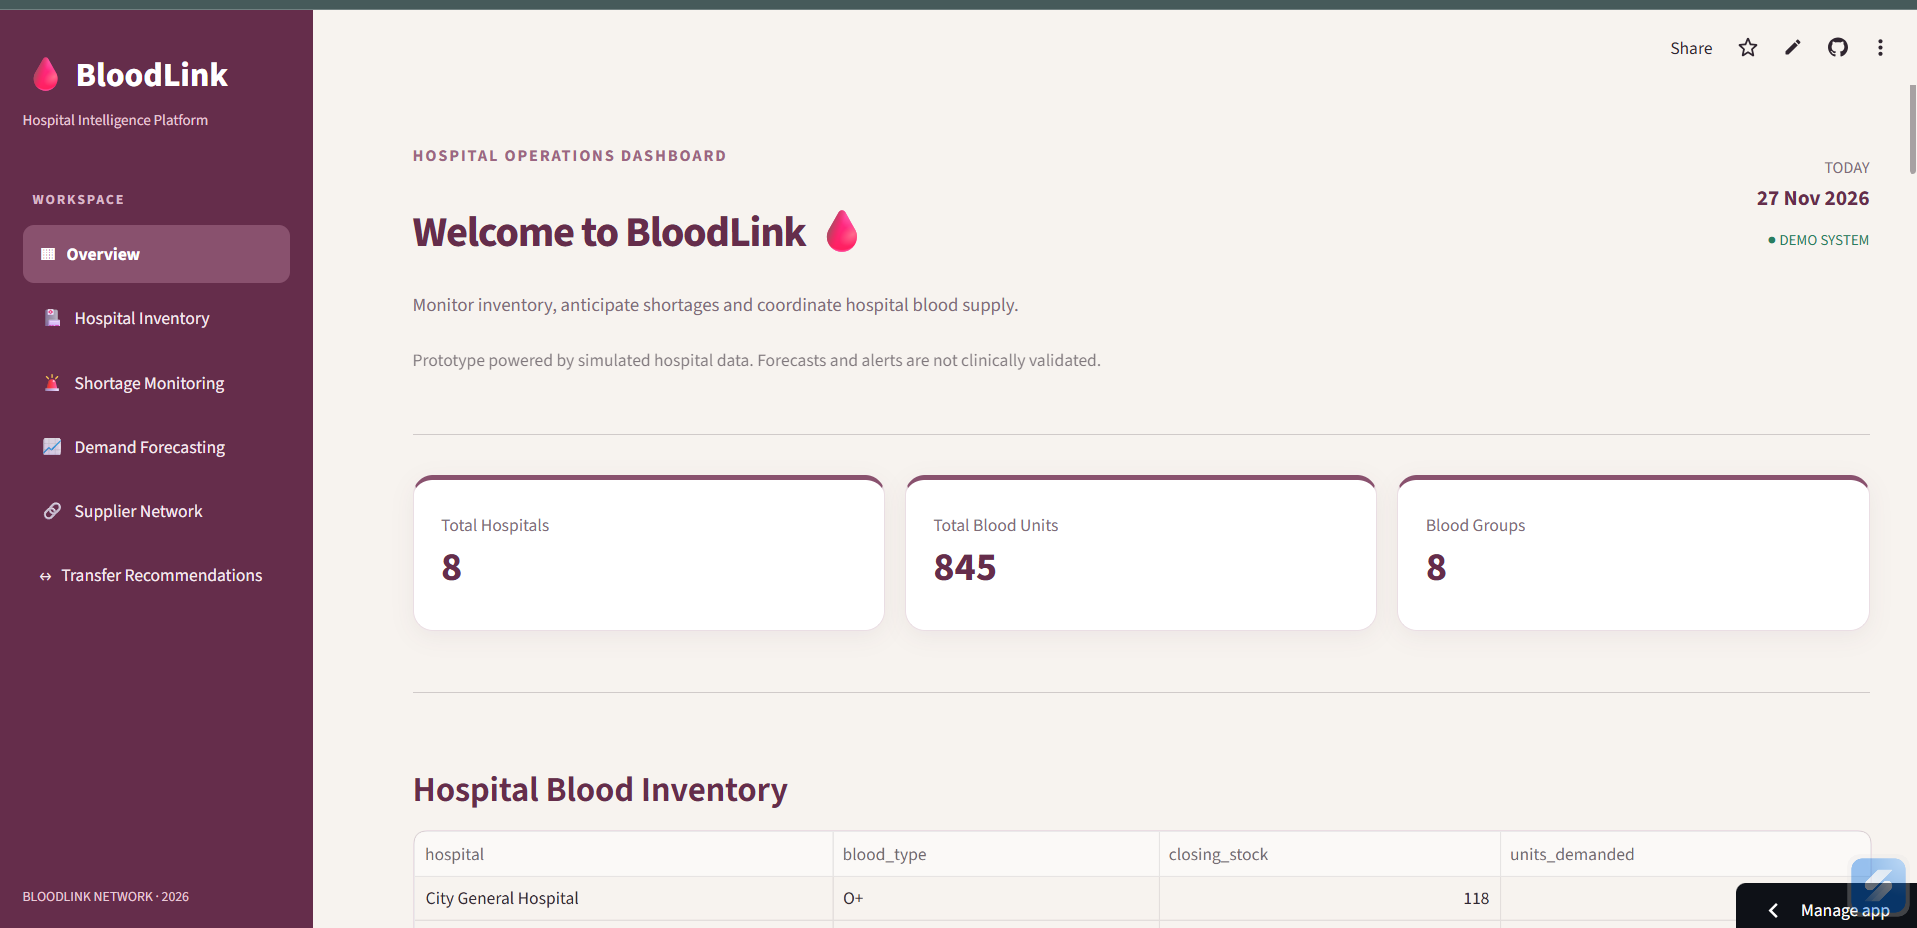 BloodLink
Hospital Intelligence Platform
WORKSPACE
Overview
Hospital Inventory
Shortage Monitoring
Demand Forecasting
Supplier Network
Transfer Recommendations
BLOODLINK NETWORK · 2026
Share
HOSPITAL OPERATIONS DASHBOARD
TODAY
27 Nov 2026
DEMO SYSTEM
Welcome to BloodLink
Monitor inventory, anticipate shortages and coordinate hospital blood supply.
Prototype powered by simulated hospital data. Forecasts and alerts are not clinically validated.
Total Hospitals
8
Total Blood Units
845
Blood Groups
8
Hospital Blood Inventory
hospital blood_type closing_stock units_demanded
City General Hospital O+ 118
Manage app